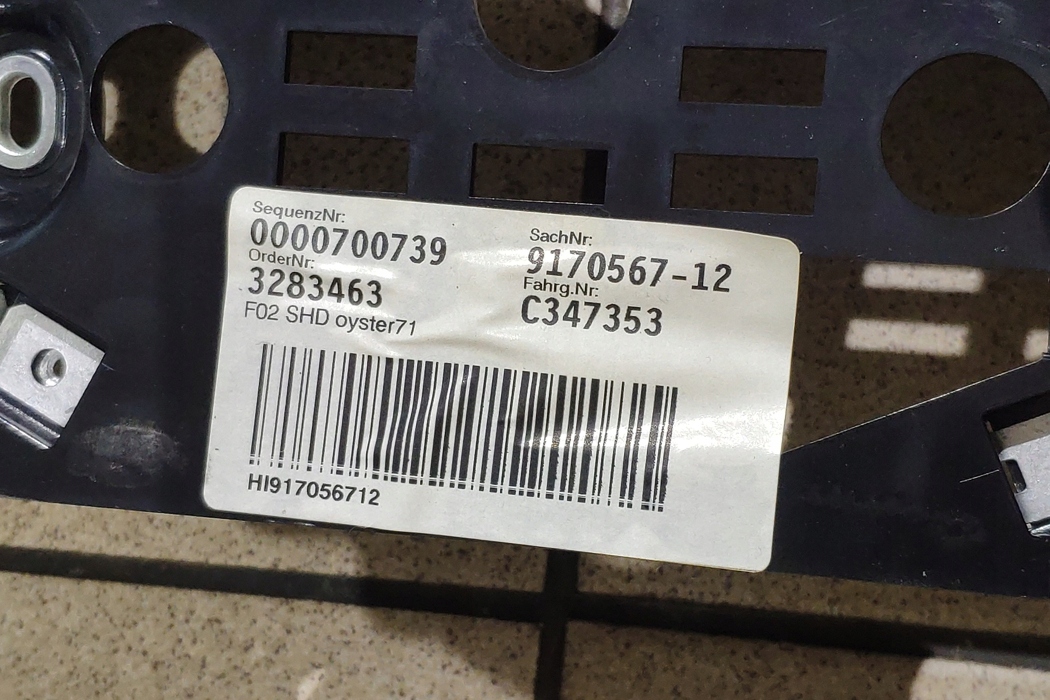 SequenzNr:
0000700739
OrderNr:
3283463
F02 SHD oyster71
SachNr:
9170567-12
Fahrg.Nr:
C347353
HI917056712